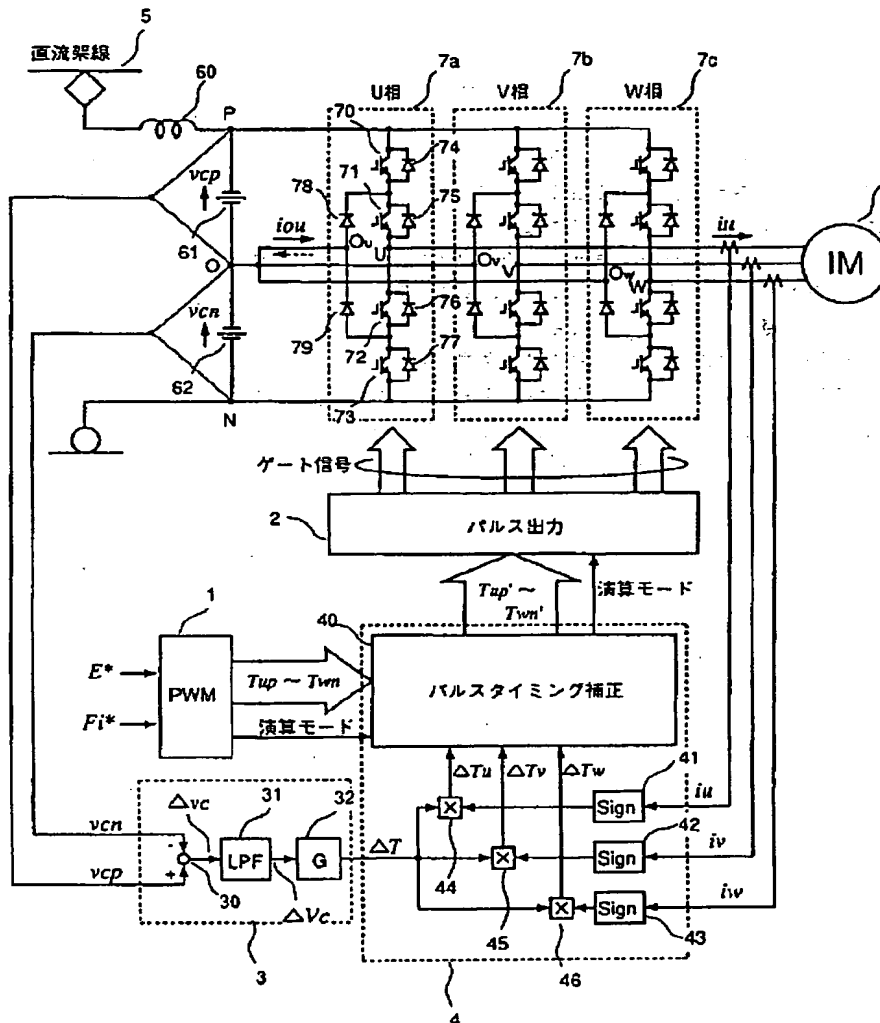 5
直流架線
60
P
U相
7a
V相
7b
W相
7c
70
74
71
75
78
vcp
iou
61
O
Ou
U
Ov
V
Ow
W
iu
IM
vcn
79
72
76
77
62
N
73
ゲート信号
2
パルス出力
Tup'～
Twn'
演算モード
1
40
E*
Fi*
PWM
Tup ～ Twn
演算モード
パルスタイミング補正
ΔTu
ΔTv
ΔTw
41
Sign
iu
44
42
Sign
iv
45
43
Sign
iw
46
vcn
vcp
Δvc
-
+
30
31
LPF
ΔVc
32
G
ΔT
3
4